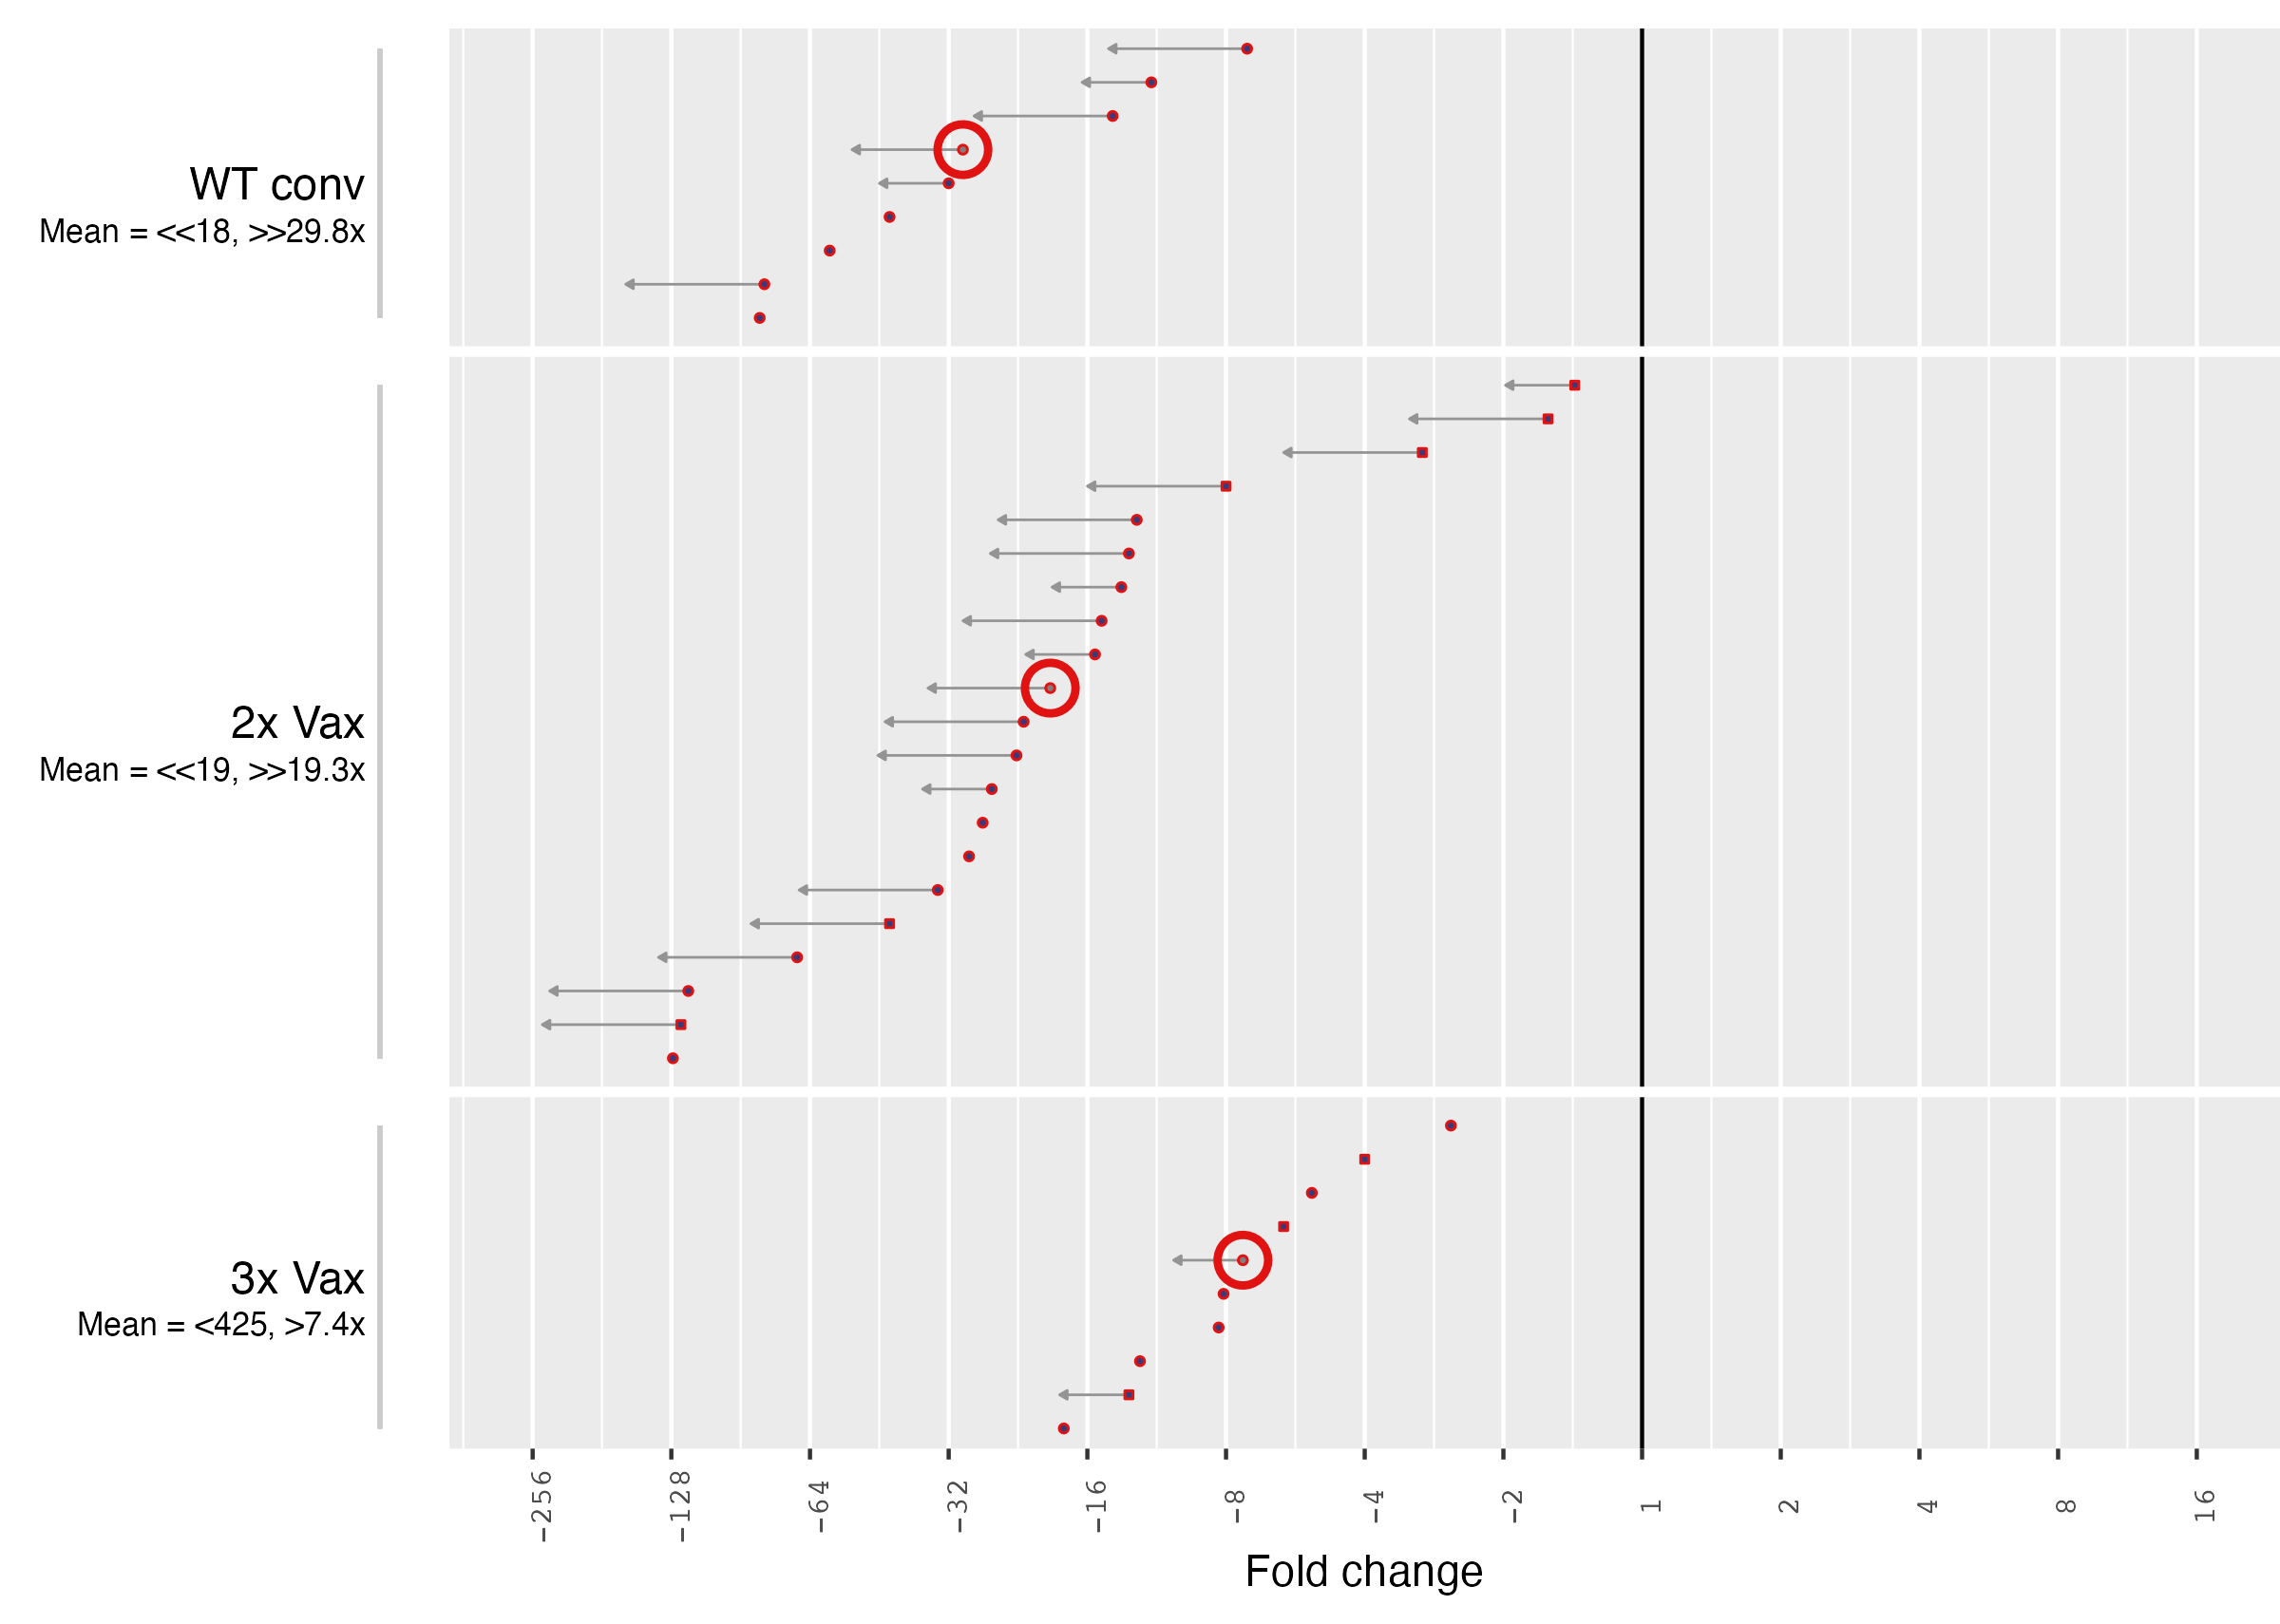 WT conv
Mean = <<18, >>29.8x
2x Vax
Mean = <<19, >>19.3x
3x Vax
Mean = <425, >7.4x
-256 -128 -64 -32 -16 -8 -4 -2 1 2 4 8 16
Fold change